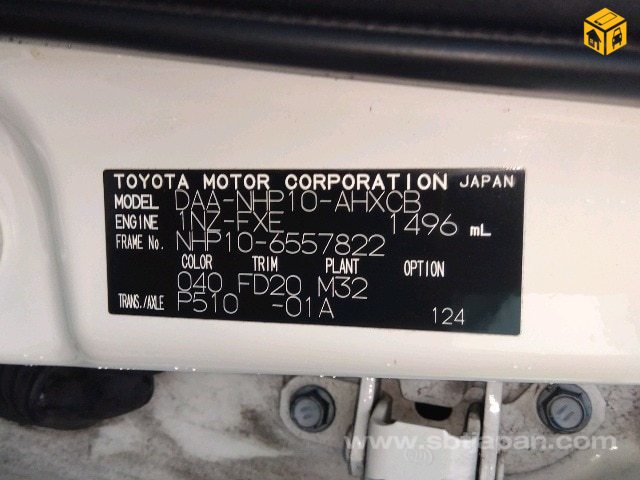 TOYOTA MOTOR CORPORATION JAPAN
MODEL DAA-NHP10-AHXCB
ENGINE 1NZ-FXE 1496 mL
FRAME No. NHP10-6557822
COLOR TRIM PLANT OPTION
040 FD20 M32
TRANS./AXLE P510 -01A
124
www.sbtjapan.com